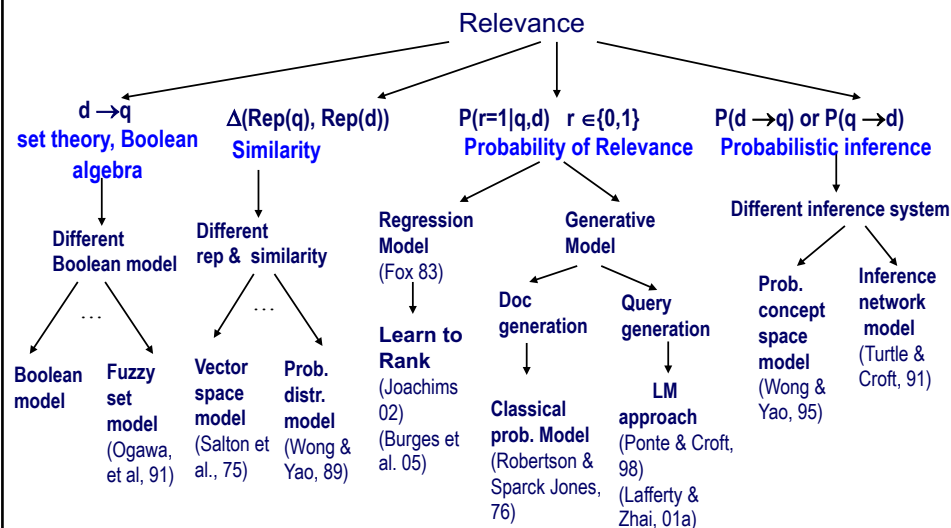 Relevance
d →q
set theory, Boolean
algebra
Different
Boolean model
…
Boolean
model
Fuzzy
set
model
(Ogawa,
et al, 91)
Δ(Rep(q), Rep(d))
Similarity
Different
rep & similarity
…
Vector
space
model
(Salton et
al., 75)
Prob.
distr.
model
(Wong &
Yao, 89)
P(r=1|q,d) r ∈{0,1}
Probability of Relevance
Regression
Model
(Fox 83)
Learn to
Rank
(Joachims
02)
(Burges et
al. 05)
Generative
Model
Doc
generation
Classical
prob. Model
(Robertson &
Sparck Jones,
76)
Query
generation
LM
approach
(Ponte & Croft,
98)
(Lafferty &
Zhai, 01a)
P(d →q) or P(q →d)
Probabilistic inference
Different inference system
Prob.
concept
space
model
(Wong &
Yao, 95)
Inference
network
model
(Turtle &
Croft, 91)